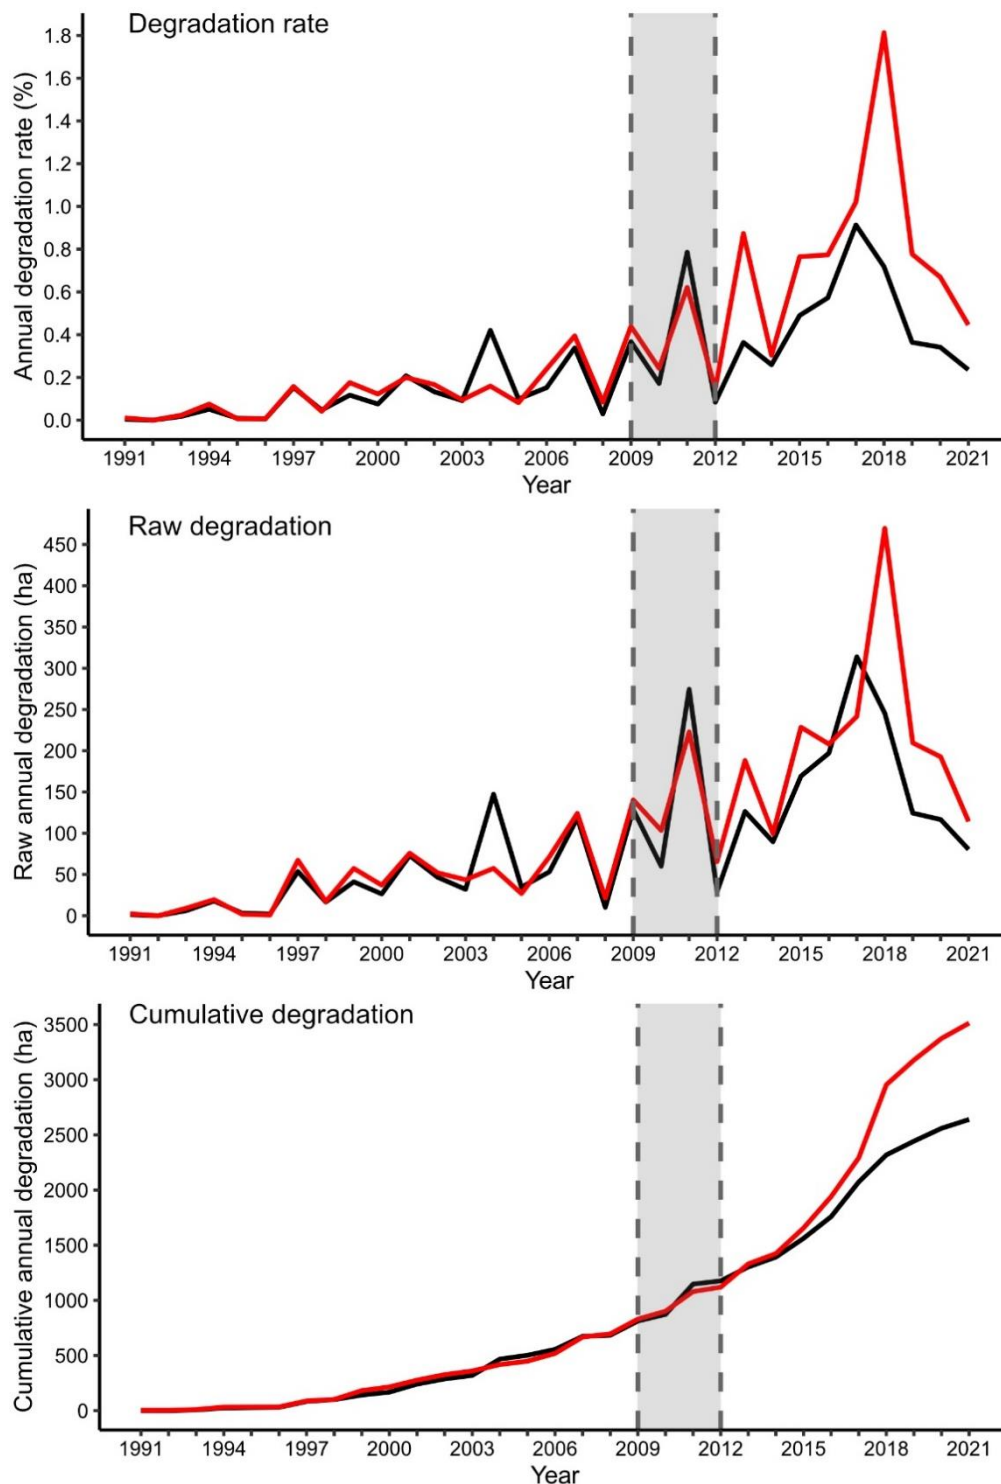 Degradation rate
Annual degradation rate (%)
1.8
1.6
1.4
1.2
1.0
0.8
0.6
0.4
0.2
0.0
1991 1994 1997 2000 2003 2006 2009 2012 2015 2018 2021
Year
Raw degradation
Raw annual degradation (ha)
450
400
350
300
250
200
150
100
50
0
1991 1994 1997 2000 2003 2006 2009 2012 2015 2018 2021
Year
Cumulative degradation
Cumulative annual degradation (ha)
3500
3000
2500
2000
1500
1000
500
0
1991 1994 1997 2000 2003 2006 2009 2012 2015 2018 2021
Year